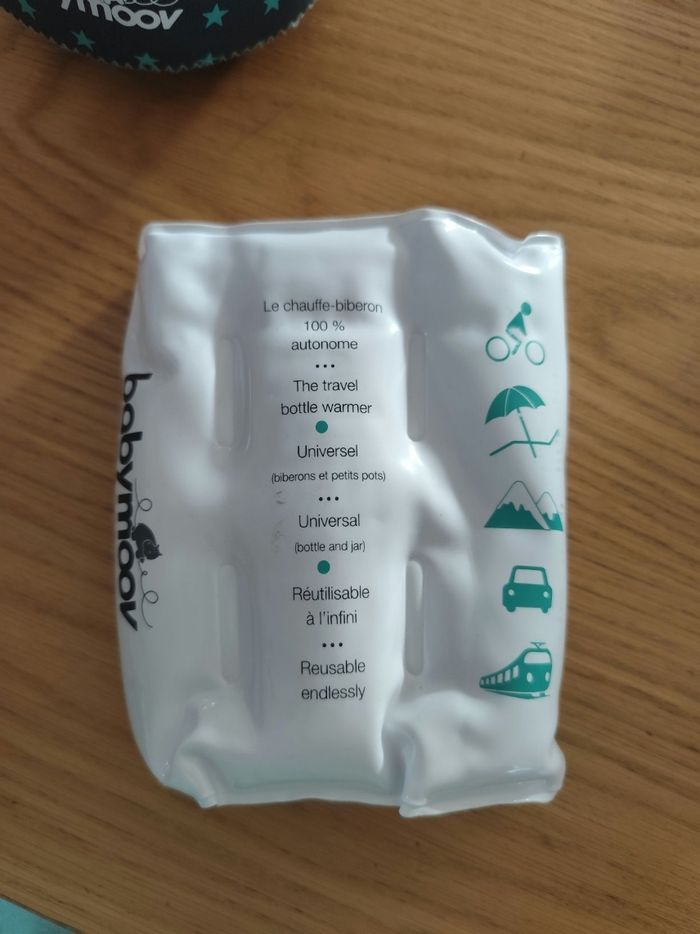 moov
Le chauffe-biberon
100 %
autonome
...
The travel
bottle warmer
Universel
(biberons et petits pots)
...
Universal
(bottle and jar)
Réutilisable
à l'infini
...
Reusable
endlessly
babymoov